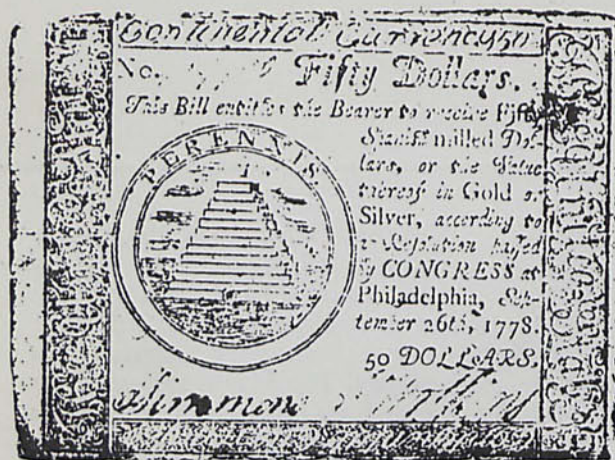 Continental Currency 50
No.
Fifty Dollars.
This Bill entitles the Bearer to receive fifty
PERENNIS
Spanish milled Dol-
lars, or the Value
thereof in Gold or
Silver, according to
a Resolution passed
by CONGRESS at
Philadelphia, Sep-
tember 26th, 1778.
50 DOLLARS.